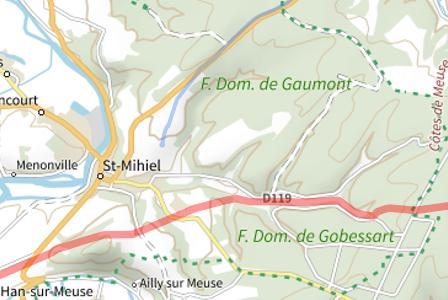 F. Dom. de Gaumont
ncourt
Côtes de Meuse
Menonville
St-Mihiel
D119
F. Dom. de Gobessart
Han-sur-Meuse
Ailly sur Meuse